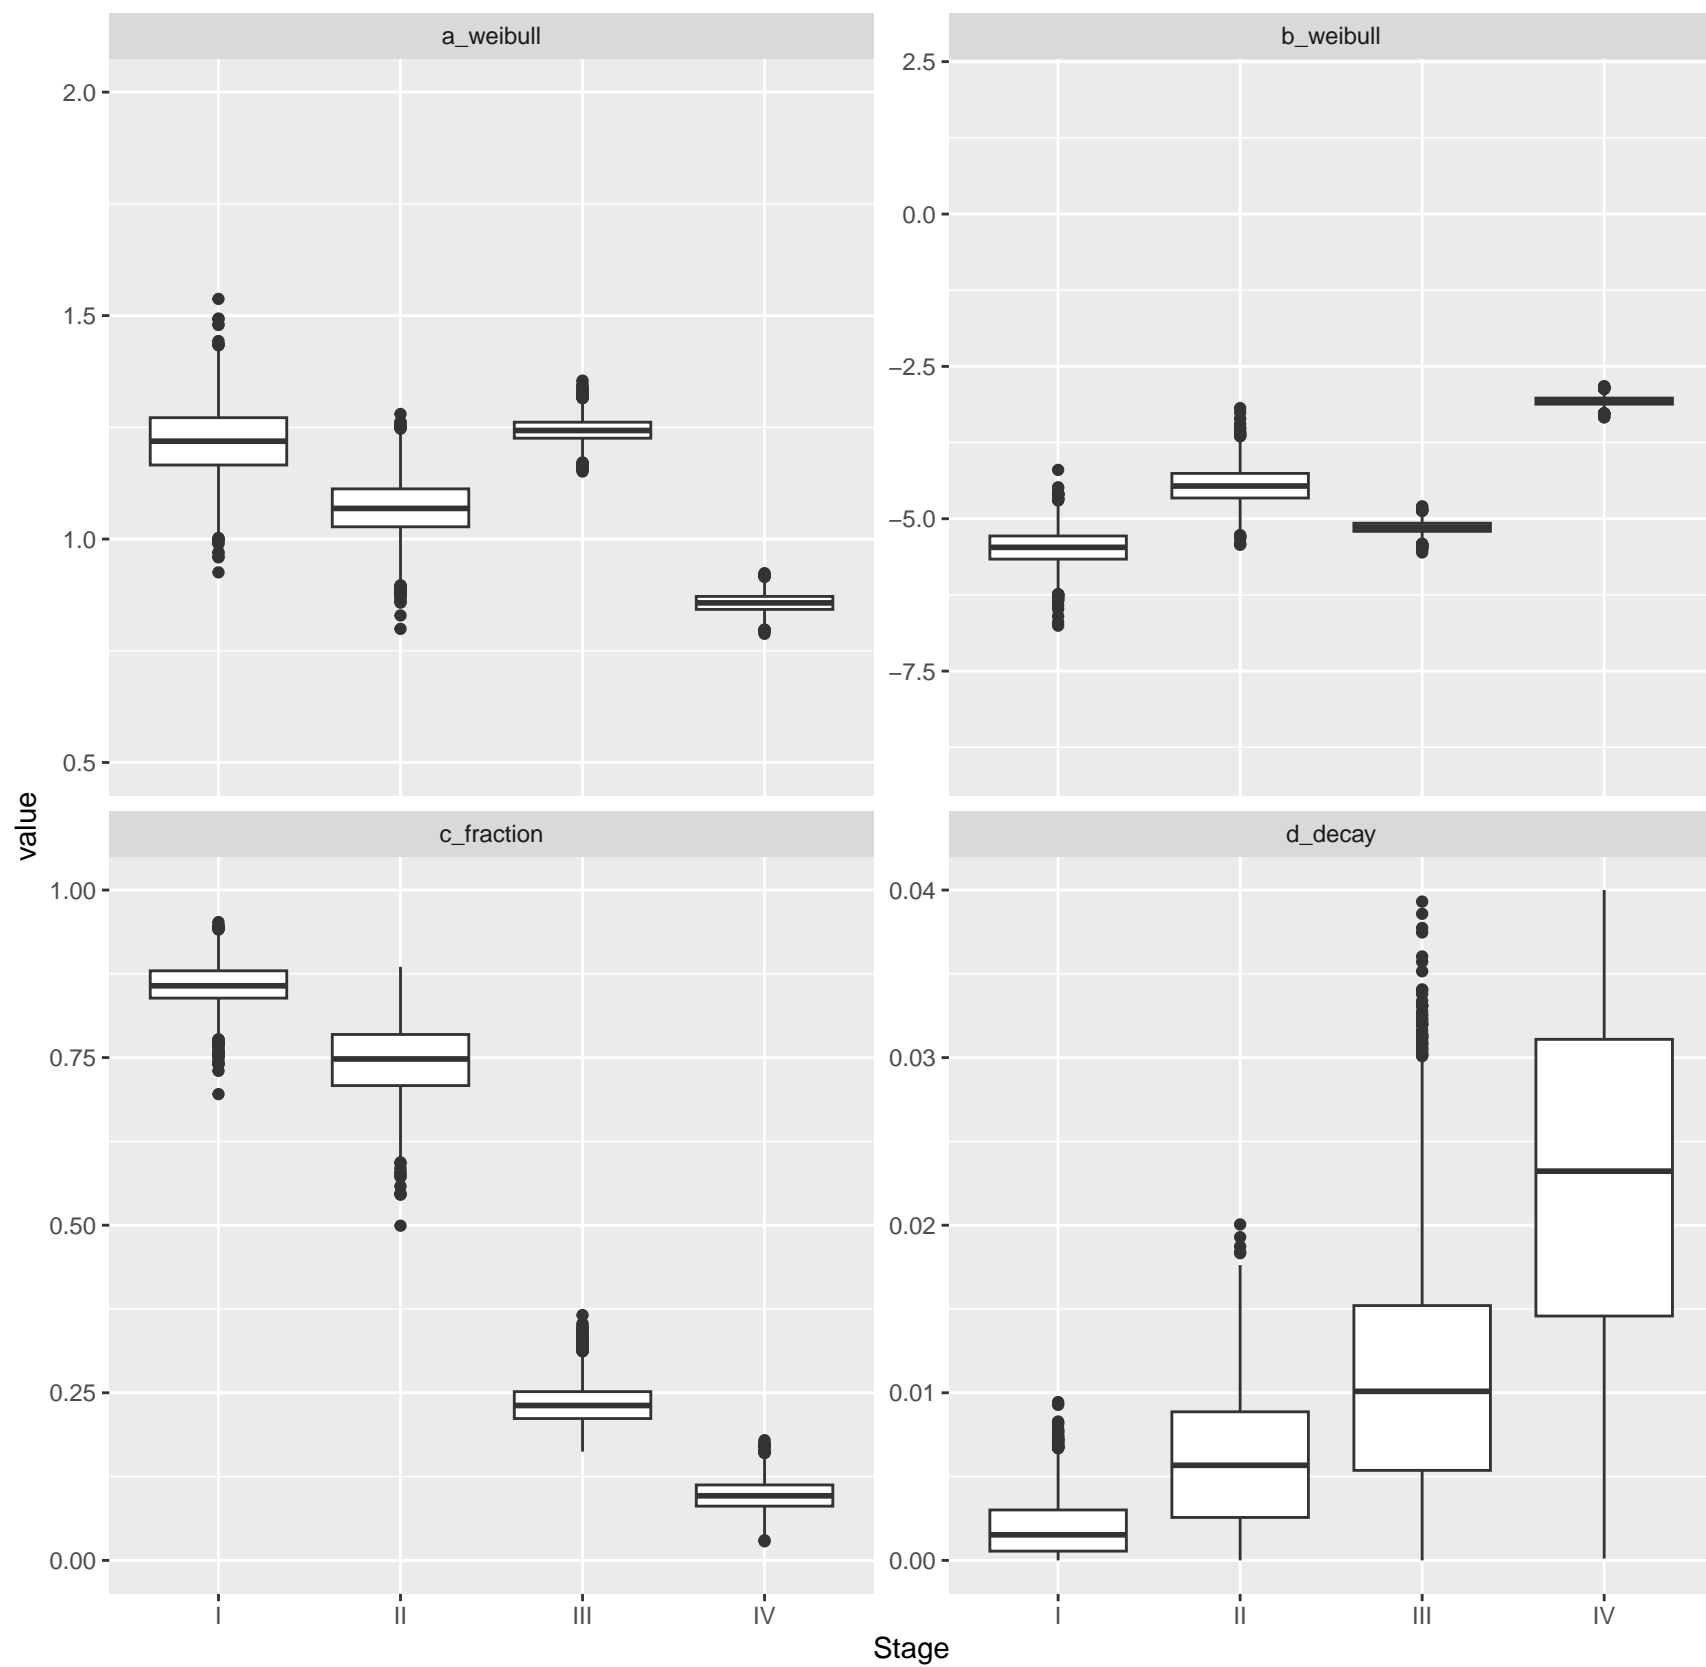 a_weibull
b_weibull
2.0
1.5
1.0
0.5
2.5
0.0
−2.5
−5.0
−7.5
value
c_fraction
d_decay
1.00
0.75
0.50
0.25
0.00
0.04
0.03
0.02
0.01
0.00
I II III IV
I II III IV
Stage